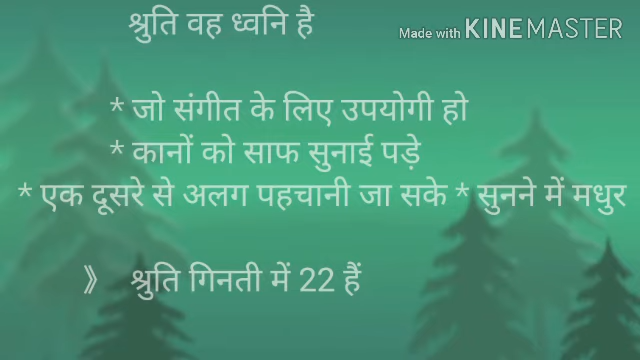 श्रुति वह ध्वनि है
Made with KINEMASTER
* जो संगीत के लिए उपयोगी हो
* कानों को साफ सुनाई पड़े
* एक दूसरे से अलग पहचानी जा सके * सुनने में मधुर
》 श्रुति गिनती में 22 हैं